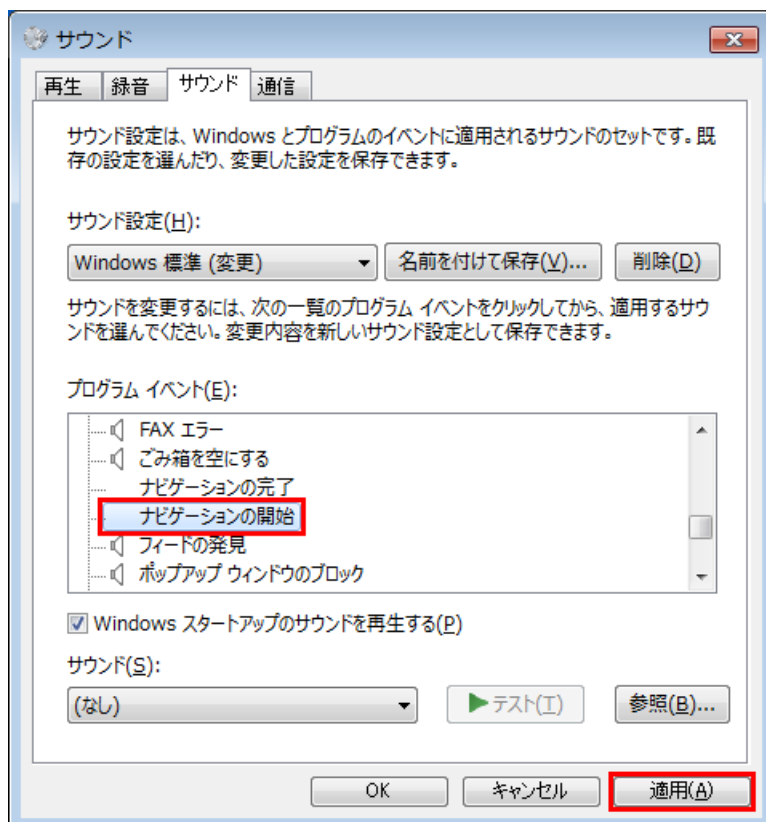 サウンド
再生 録音 サウンド 通信
サウンド設定は、Windows とプログラムのイベントに適用されるサウンドのセットです。既
存の設定を選んだり、変更した設定を保存できます。
サウンド設定(H):
Windows 標準 (変更) 名前を付けて保存(V)... 削除(D)
サウンドを変更するには、次の一覧のプログラム イベントをクリックしてから、適用するサウ
ンドを選んでください。変更内容を新しいサウンド設定として保存できます。
プログラム イベント(E):
FAX エラー
ごみ箱を空にする
ナビゲーションの完了
ナビゲーションの開始
フィードの発見
ポップアップ ウィンドウのブロック
Windows スタートアップのサウンドを再生する(P)
サウンド(S):
(なし) テスト(T) 参照(B)...
OK キャンセル 適用(A)